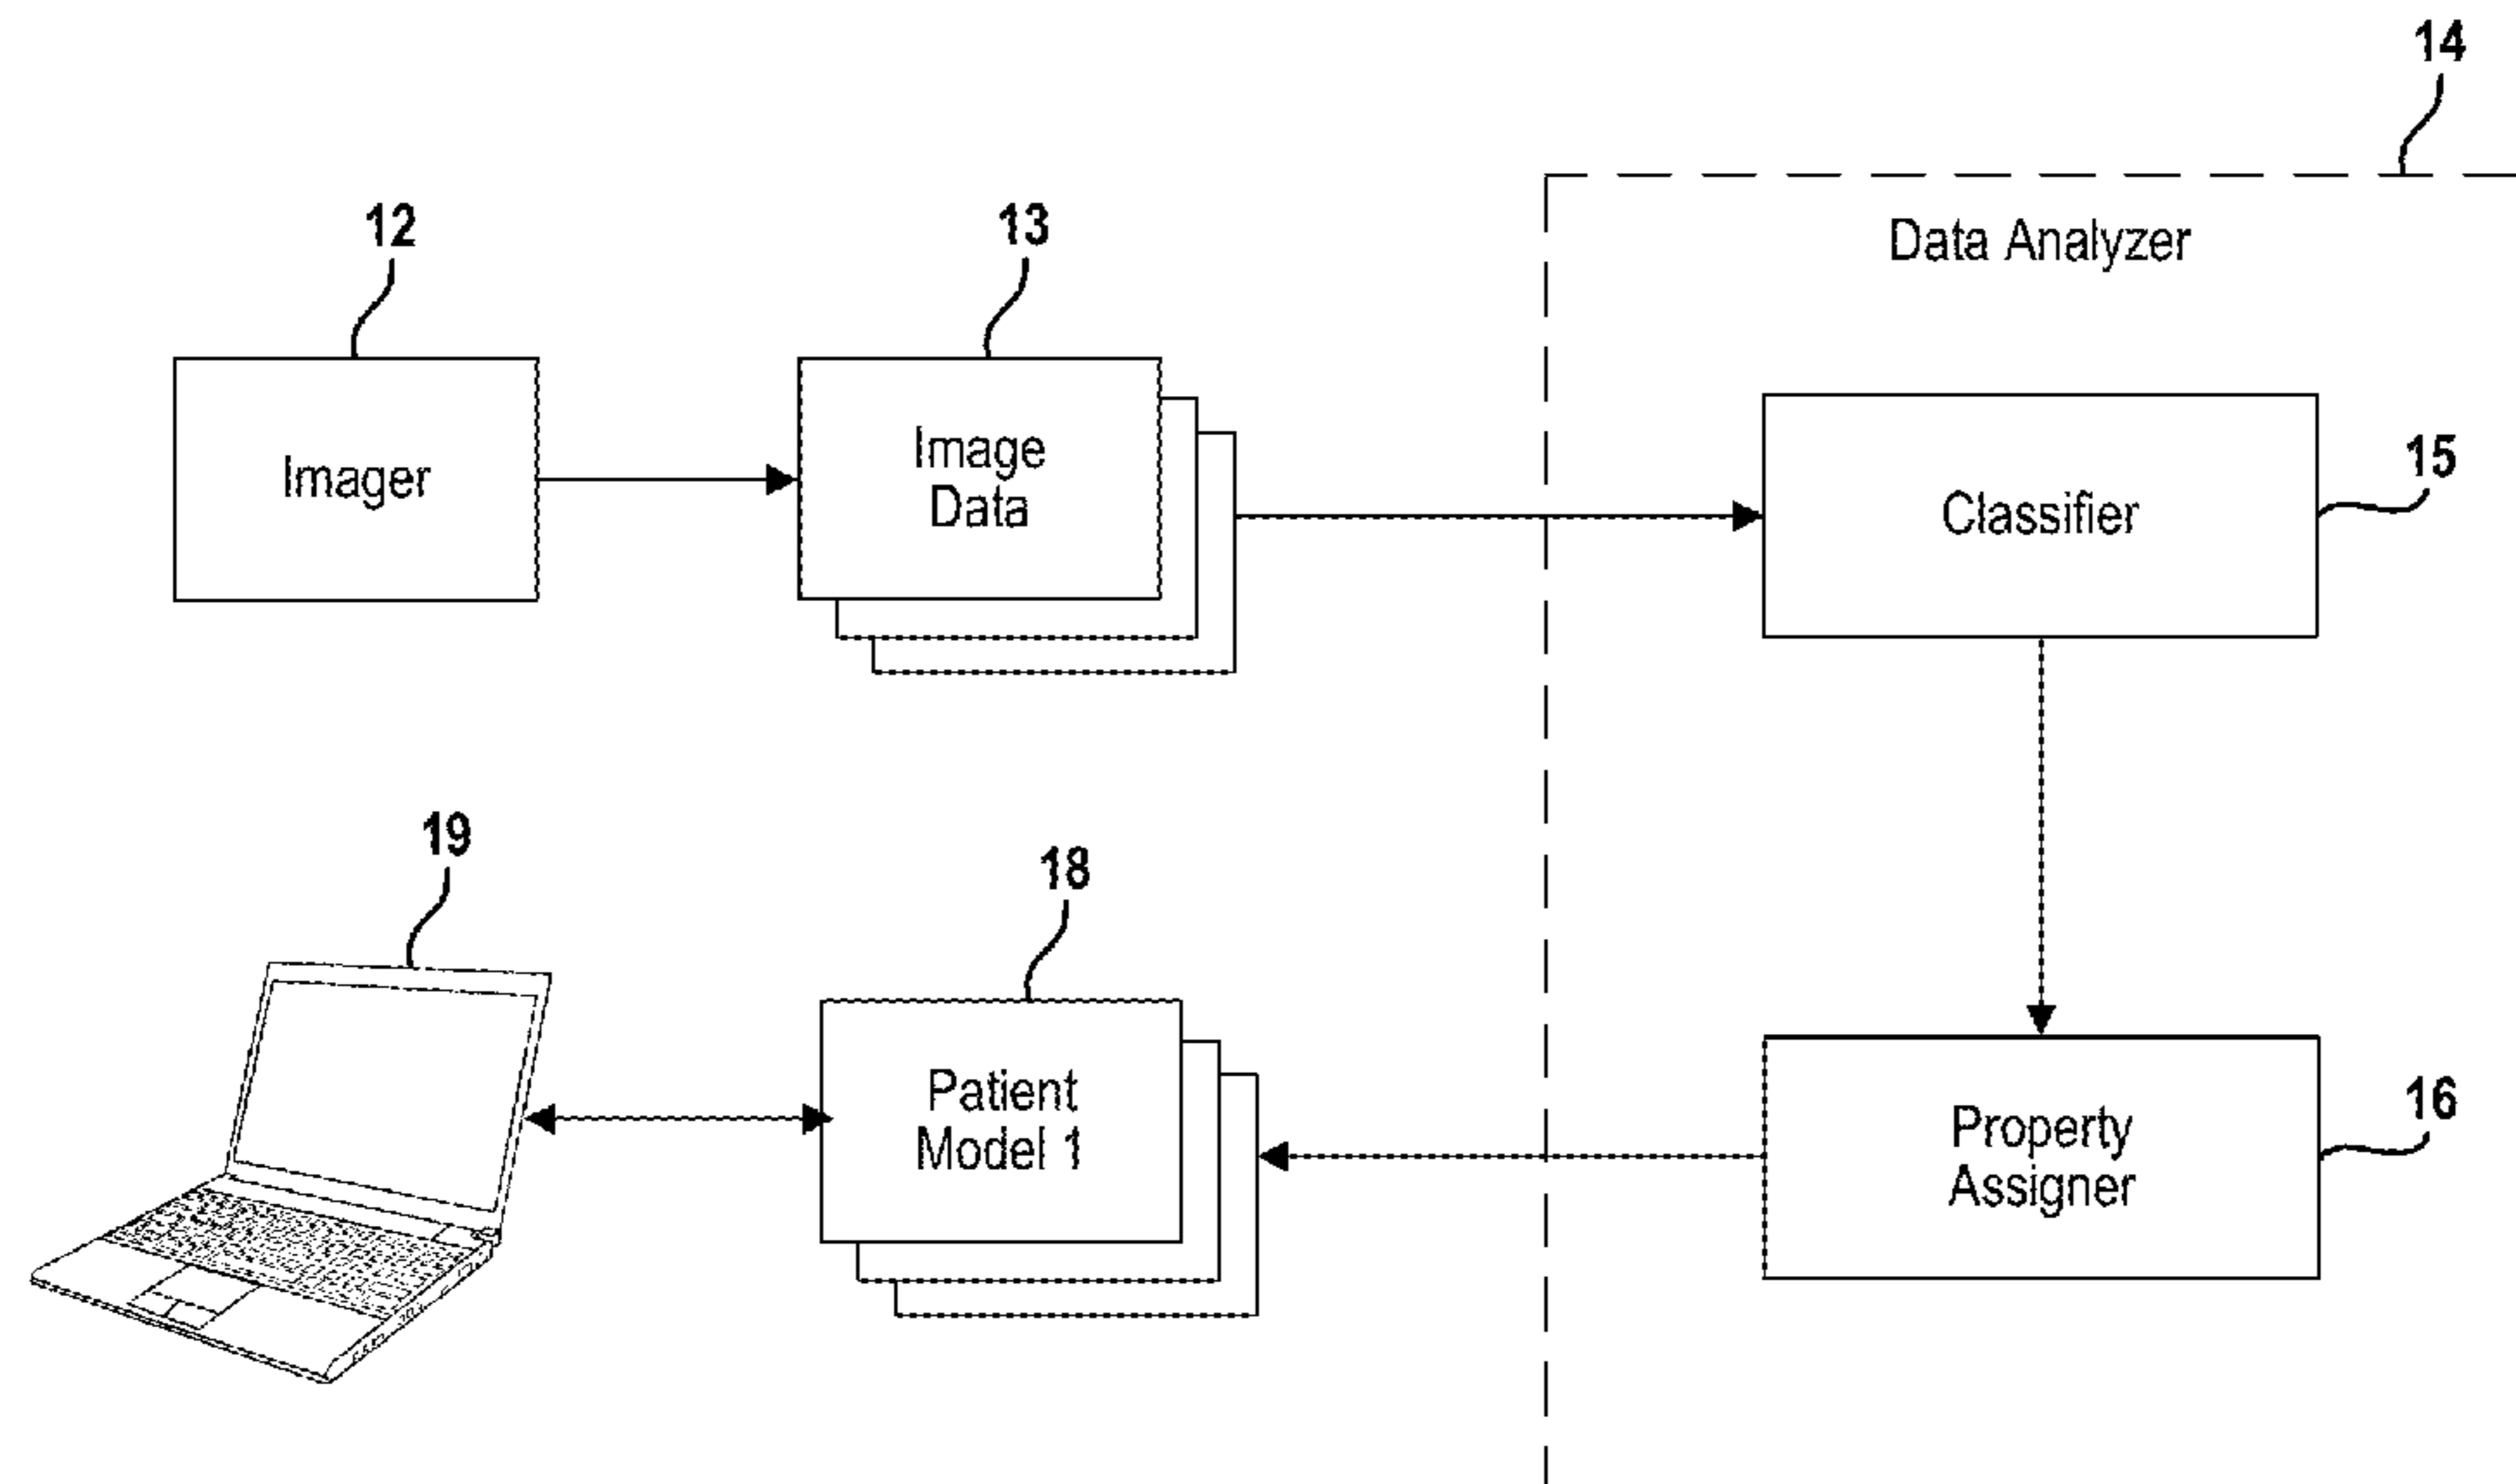 14
12
13
Data Analyzer
Imager
Image
Data
Classifier
15
19
18
Patient
Model 1
Property
Assigner
16